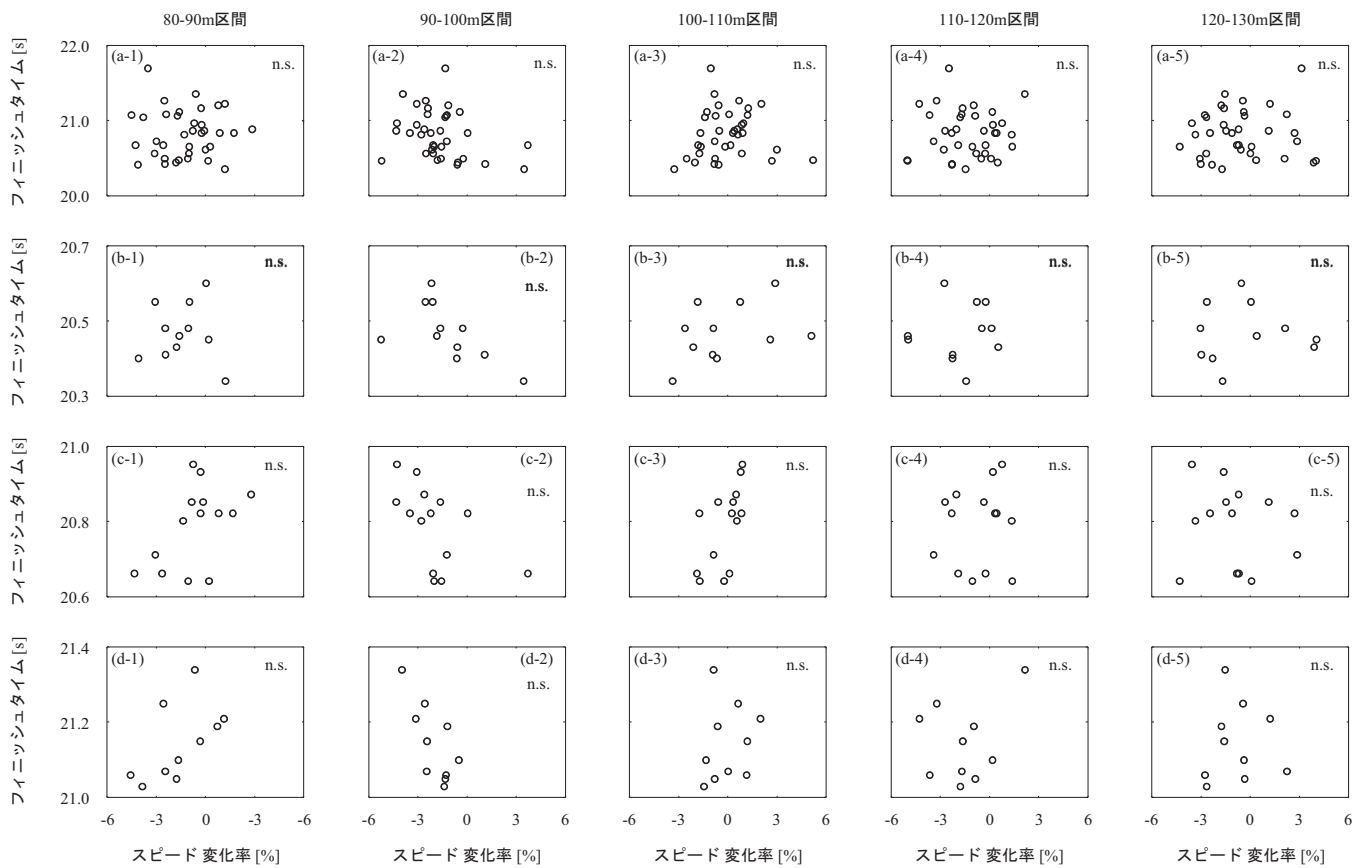 80-90m区間 90-100m区間 100-110m区間 110-120m区間 120-130m区間
フィニッシュタイム [s]
22.0
21.0
20.0
(a-1) n.s.
(a-2) n.s.
(a-3) n.s.
(a-4) n.s.
(a-5) n.s.
フィニッシュタイム [s]
20.7
20.5
20.3
(b-1) n.s.
(b-2)
n.s.
(b-3) n.s.
(b-4) n.s.
(b-5) n.s.
フィニッシュタイム [s]
21.0
20.8
20.6
(c-1) n.s.
(c-2)
n.s.
(c-3) n.s.
(c-4) n.s.
(c-5)
n.s.
フィニッシュタイム [s]
21.4
21.2
21.0
(d-1) n.s.
(d-2)
n.s.
(d-3) n.s.
(d-4) n.s.
(d-5) n.s.
-6 -3 0 -3 -6
-6 -3 0 3 6
-6 -3 0 3 6
-6 -3 0 3 6
-6 -3 0 3 6
スピード 変化率 [%] スピード 変化率 [%] スピード 変化率 [%] スピード 変化率 [%] スピード 変化率 [%]